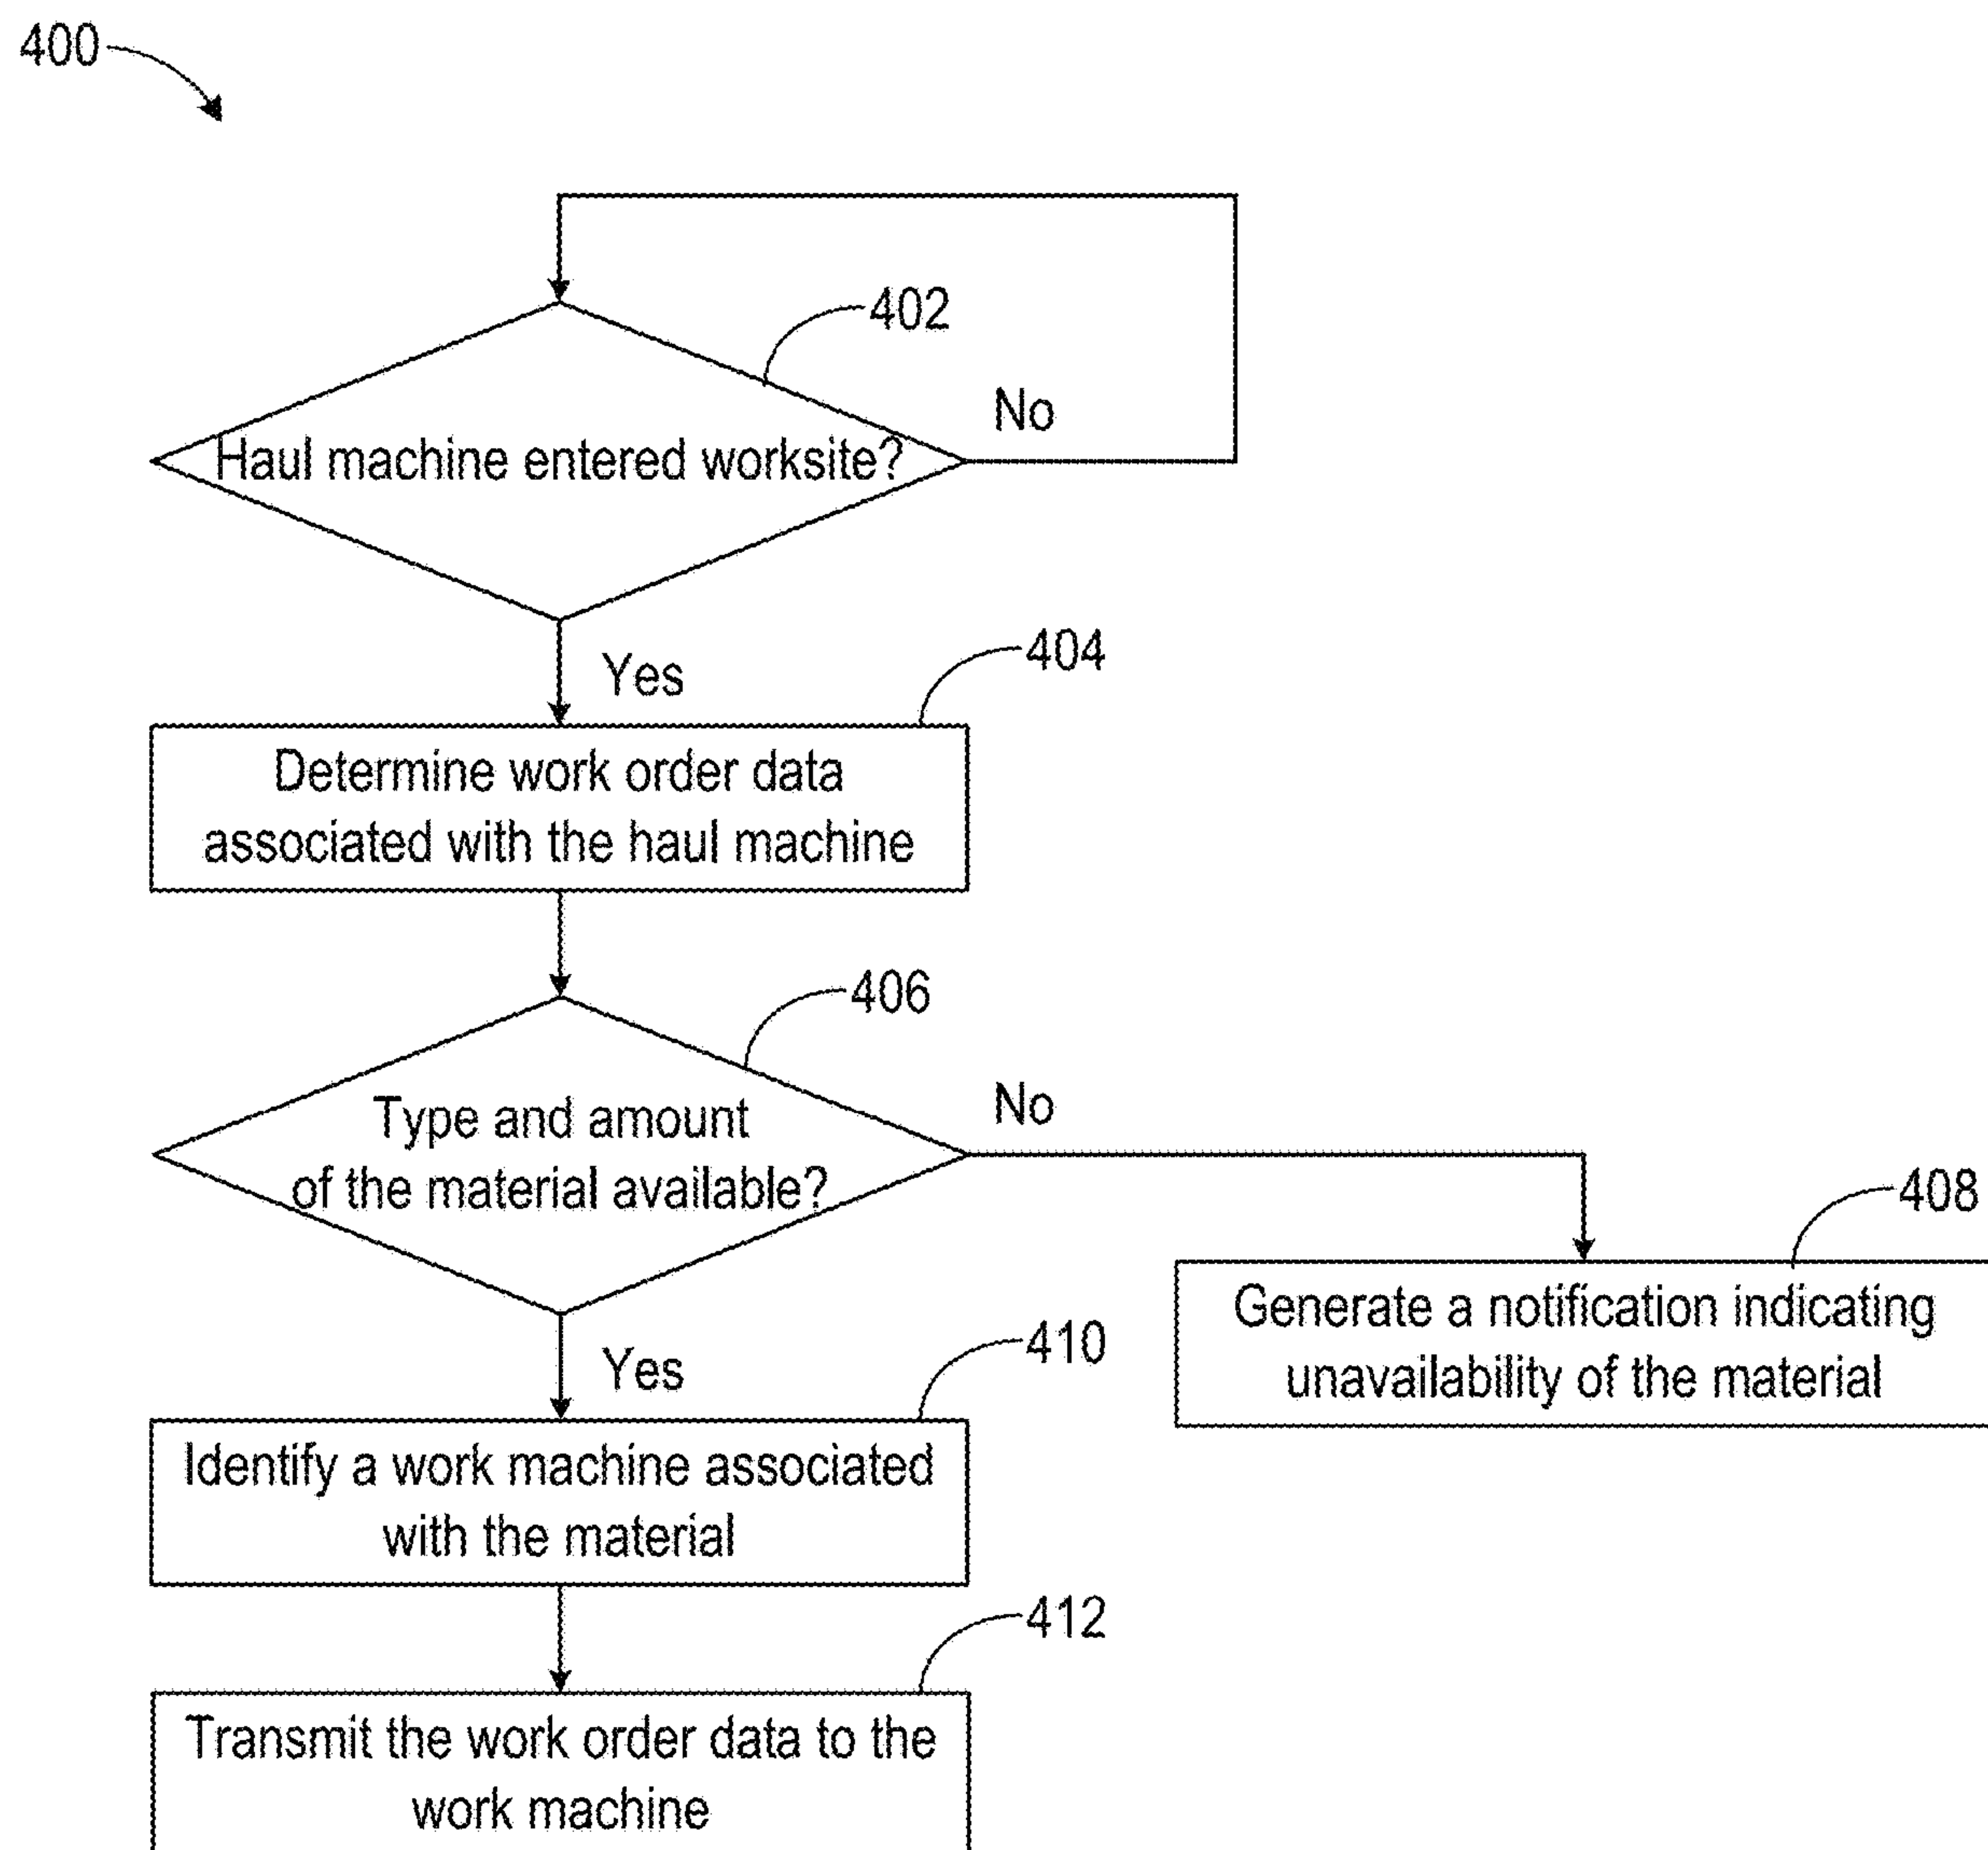 400
402
No
Haul machine entered worksite?
Yes
404
Determine work order data
associated with the haul machine
406
No
Type and amount
of the material available?
408
Generate a notification indicating
unavailability of the material
Yes
410
Identify a work machine associated
with the material
412
Transmit the work order data to the
work machine